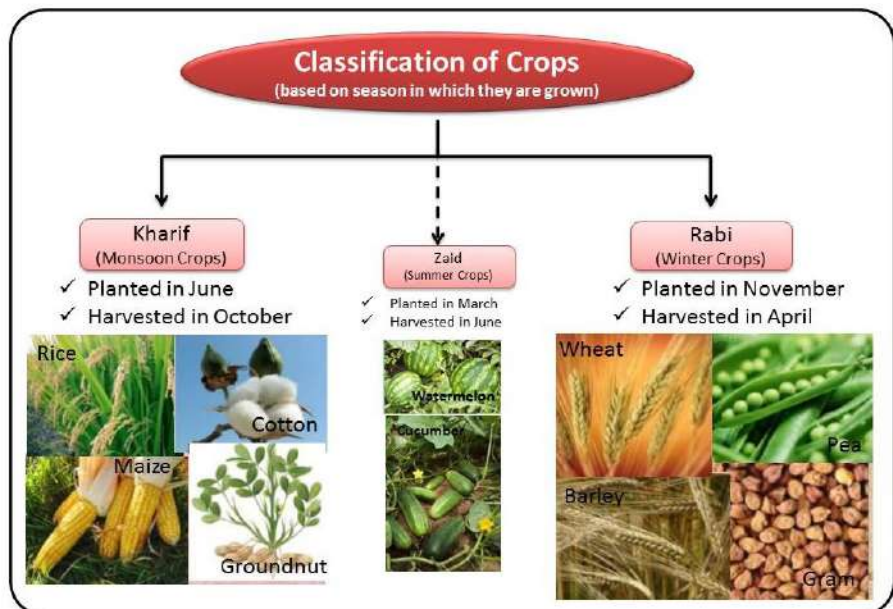 Classification of Crops
(based on season in which they are grown)
Kharif
(Monsoon Crops)
✓ Planted in June
✓ Harvested in October
Rice
Cotton
Maize
Groundnut
Zaid
(Summer Crops)
✓ Planted in March
✓ Harvested in June
Watermelon
Cucumber
Rabi
(Winter Crops)
✓ Planted in November
✓ Harvested in April
Wheat
Pea
Barley
Gram